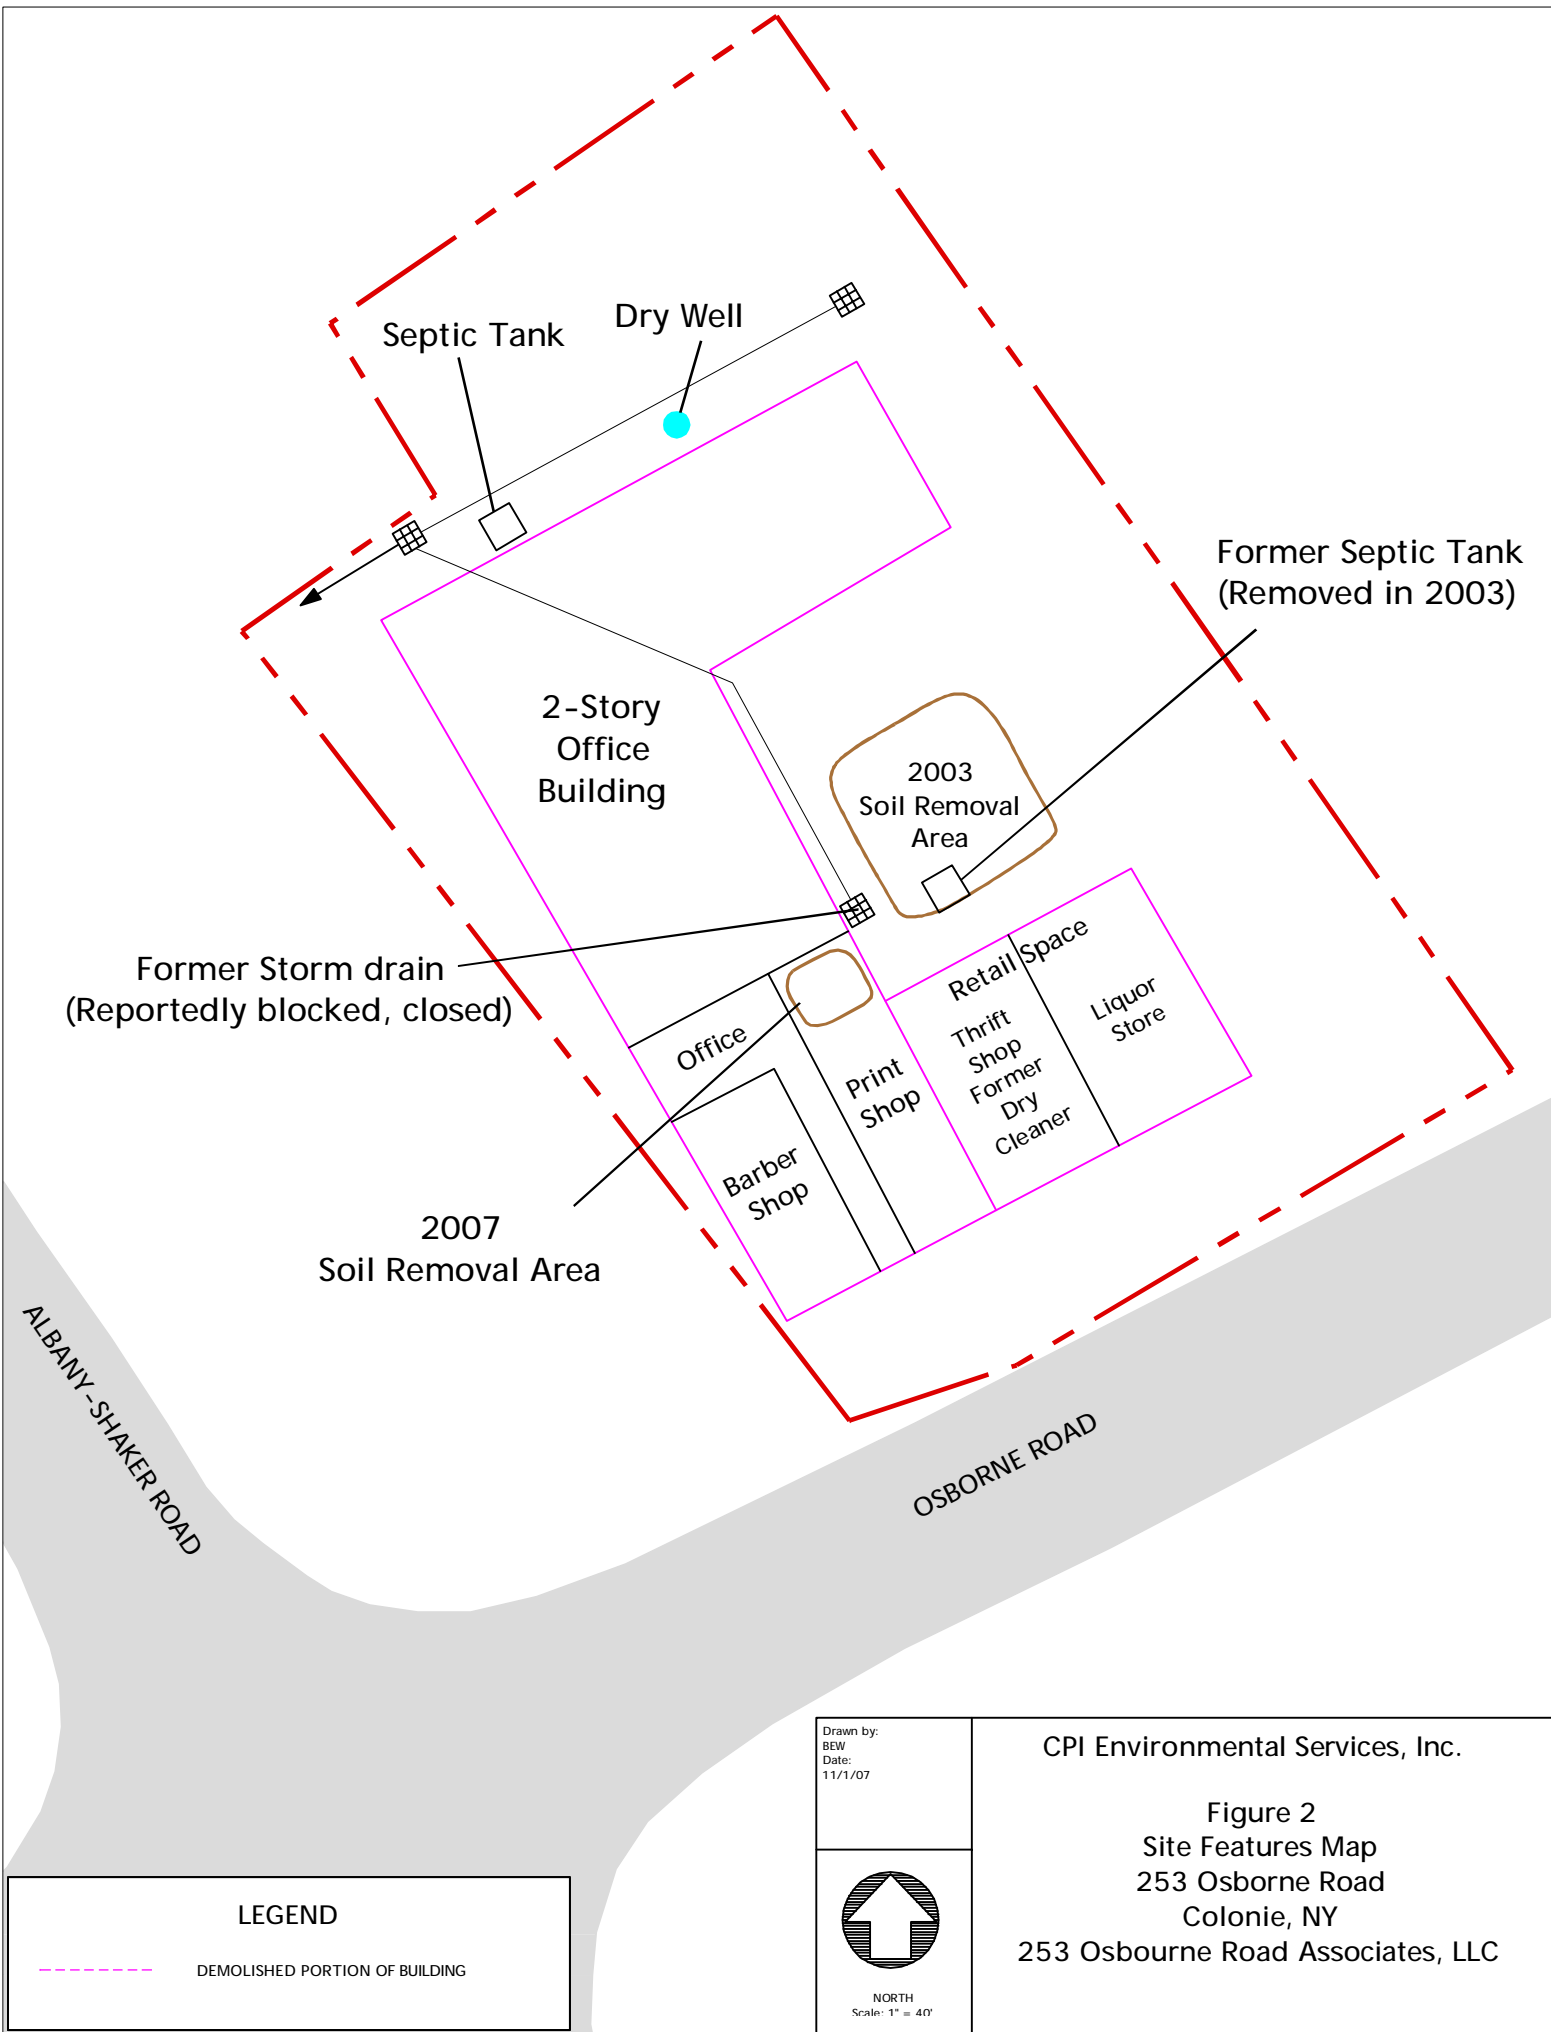 Septic Tank
Dry Well
Former Septic Tank
(Removed in 2003)
2-Story
Office
Building
2003
Soil Removal
Area
Former Storm drain
(Reportedly blocked, closed)
Retail Space
Thrift
Shop
Former
Dry
Cleaner
Liquor
Store
Office
Print
Shop
Barber
Shop
2007
Soil Removal Area
ALBANY-SHAKER ROAD
OSBORNE ROAD
Drawn by:
BEW
Date:
11/1/07
CPI Environmental Services, Inc.
Figure 2
Site Features Map
253 Osborne Road
Colonie, NY
253 Osbourne Road Associates, LLC
NORTH
Scale: 1" = 40'
LEGEND
DEMOLISHED PORTION OF BUILDING